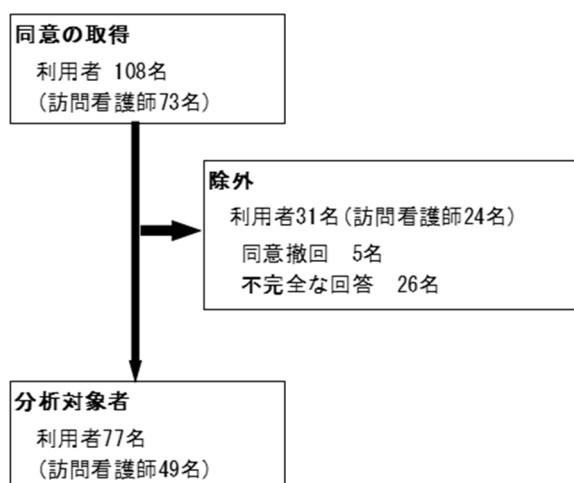 同意の取得
利用者 108名
(訪問看護師73名)
除外
利用者31名(訪問看護師24名)
同意撤回 5名
不完全な回答 26名
分析対象者
利用者77名
(訪問看護師49名)